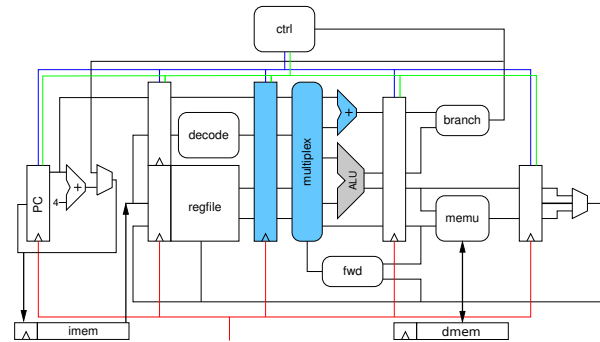 ctrl
decode
multiplex
+
branch
PC
4
+
regfile
ALU
memu
fwd
imem
dmem